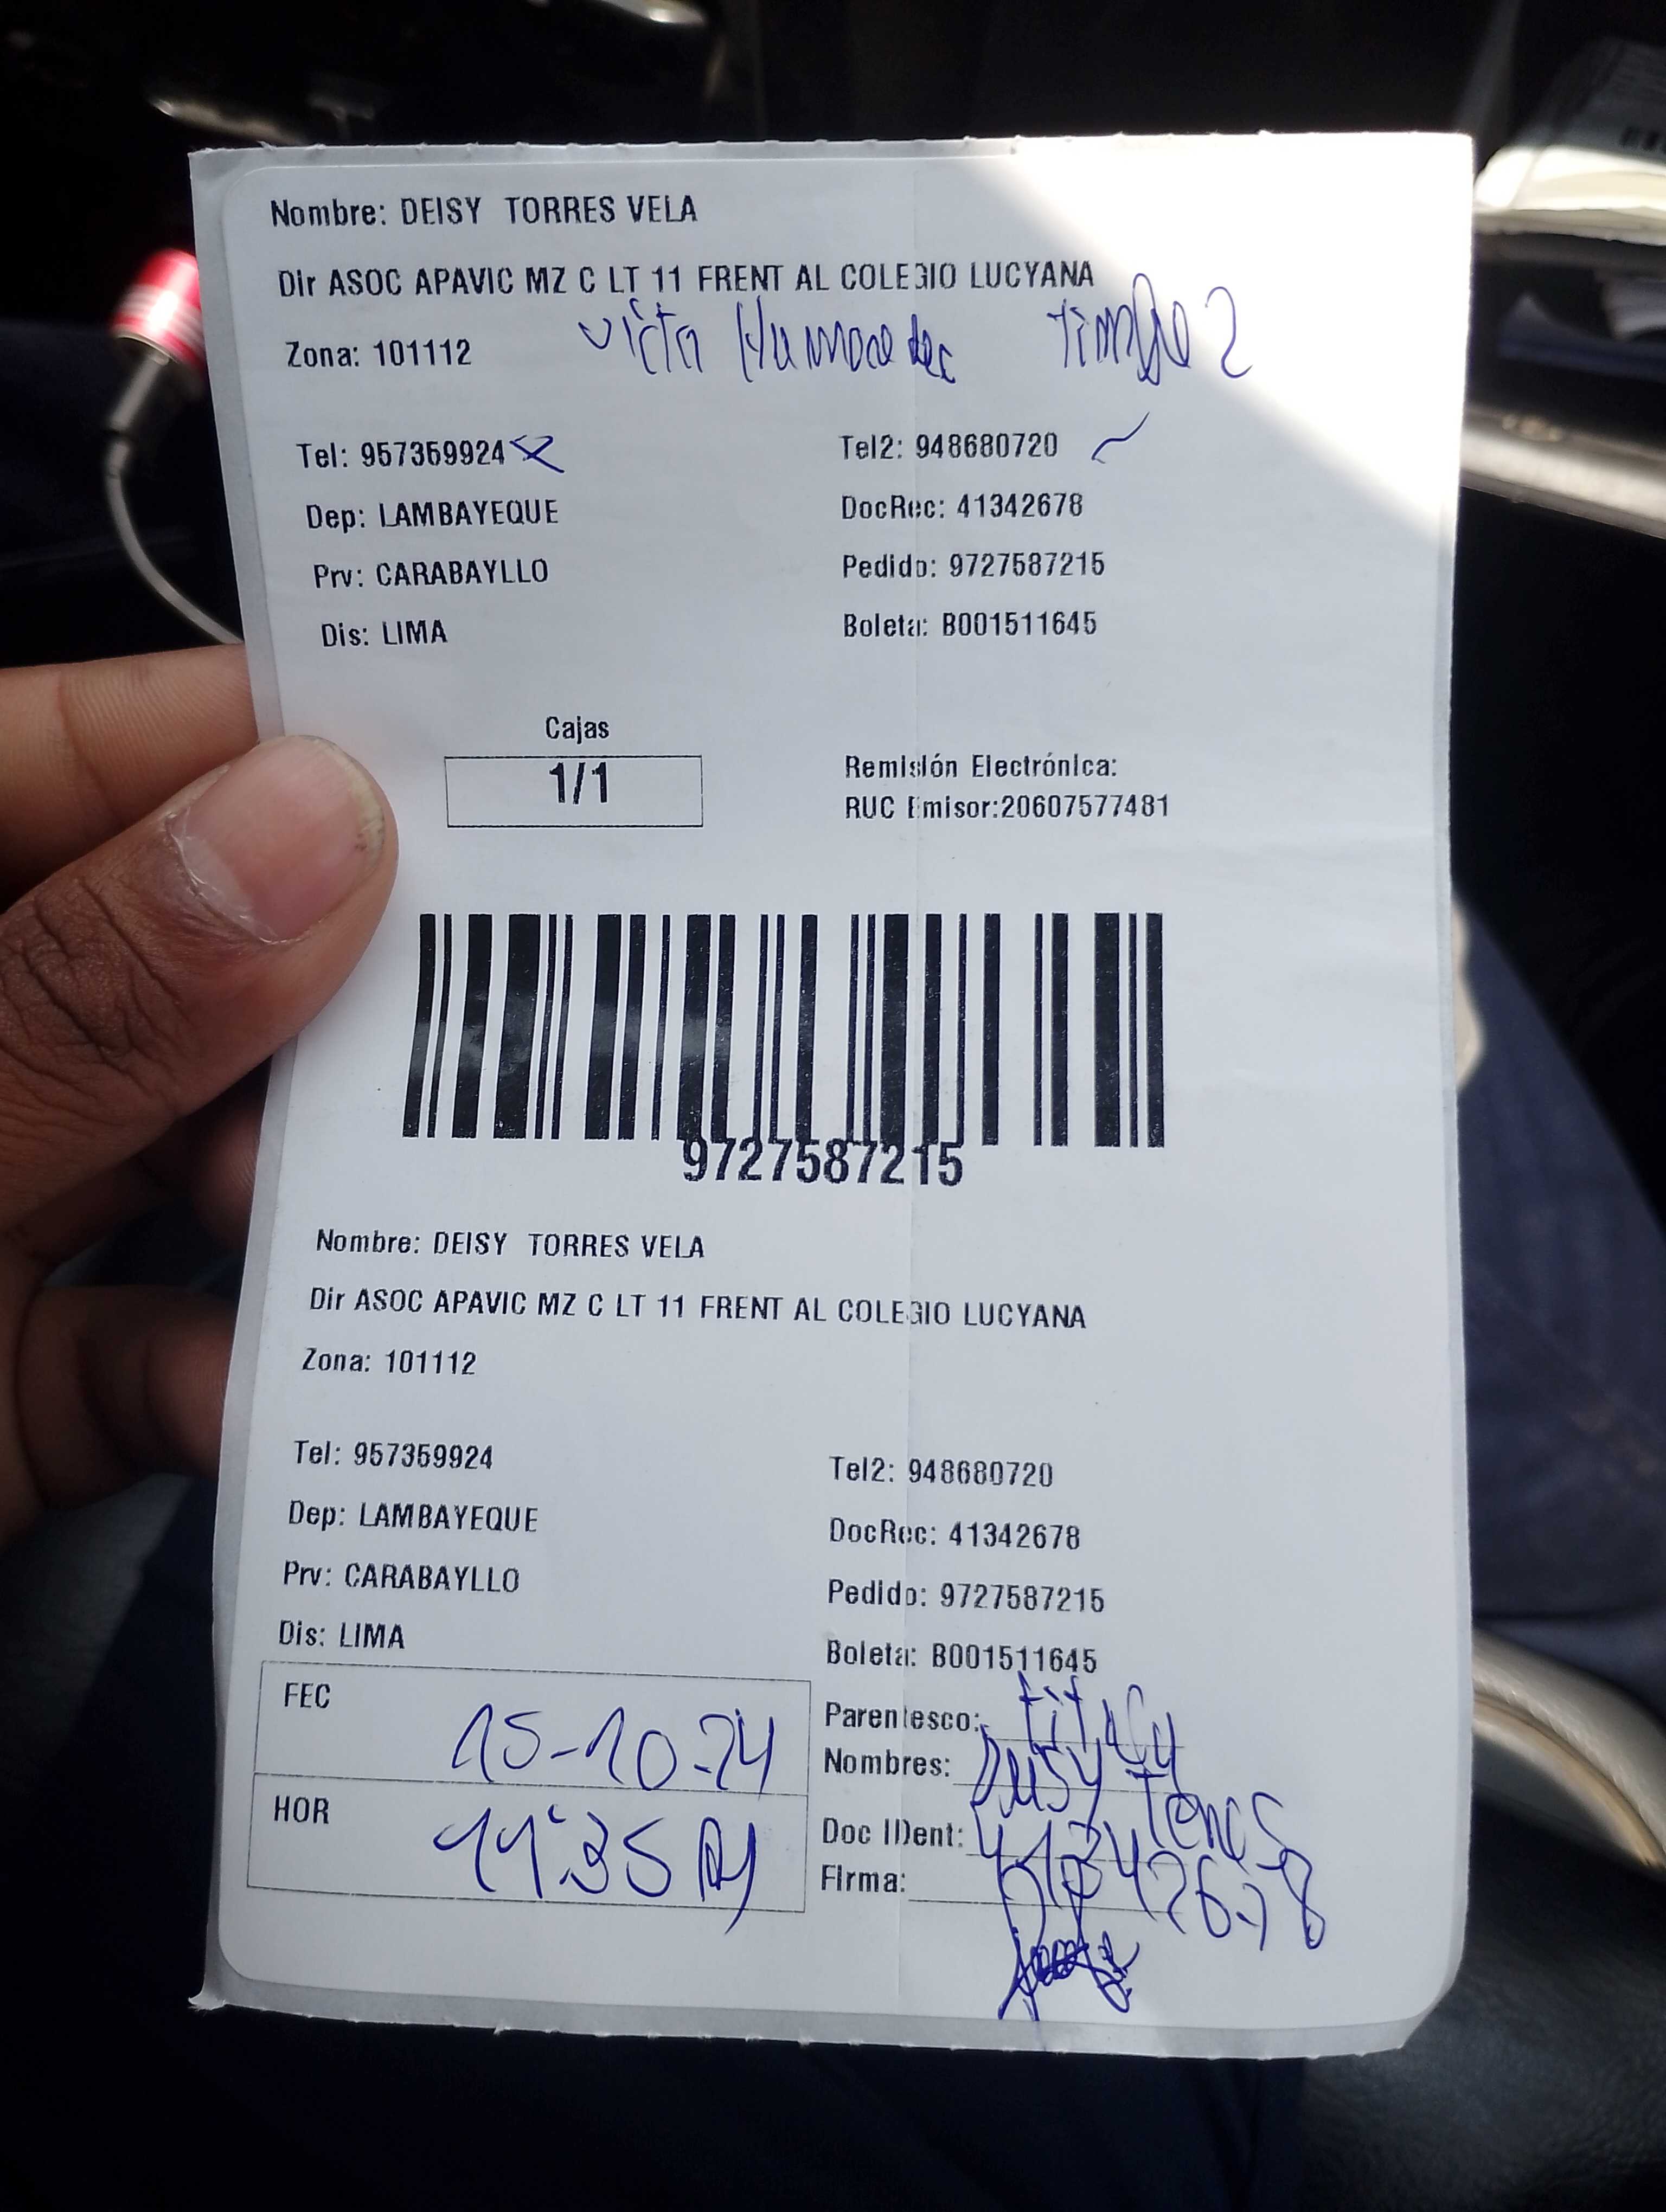 Nombre: DEISY TORRES VELA
Dir ASOC APAVIC MZ C LT 11 FRENT AL COLEGIO LUCYANA
Zona: 101112
Tel: 957359924 Tel2: 948680720
Dep: LAMBAYEQUE DocRec: 41342678
Prv: CARABAYLLO Pedido: 9727587215
Dis: LIMA Boleta: B001511645
Cajas
1/1
Remisión Electrónica:
RUC Emisor:20607577481
9727587215
Nombre: DEISY TORRES VELA
Dir ASOC APAVIC MZ C LT 11 FRENT AL COLEGIO LUCYANA
Zona: 101112
Tel: 957359924 Tel2: 948680720
Dep: LAMBAYEQUE DocRec: 41342678
Prv: CARABAYLLO Pedido: 9727587215
Dis: LIMA Boleta: B001511645
FEC 15-10-24
HOR 11:35
Parentesco:
Nombres:
Doc IDent: 41342678
Firma: